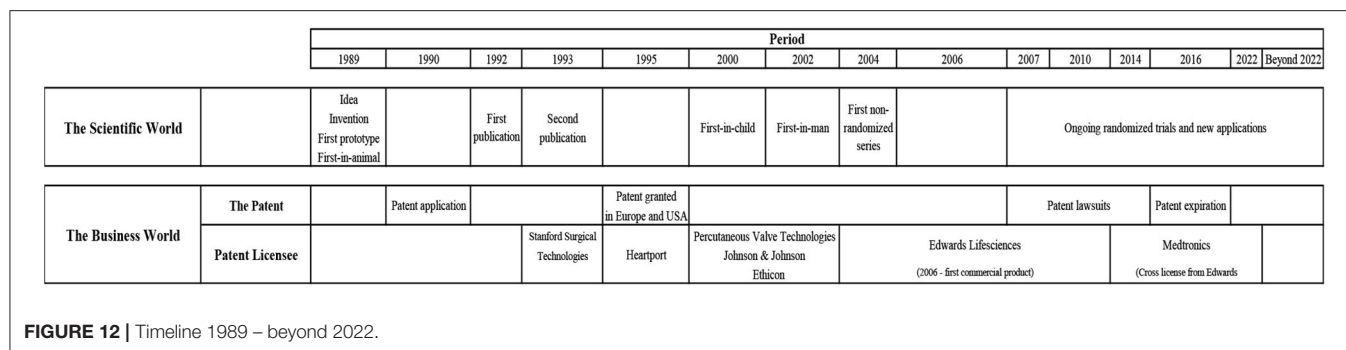 Period
1989 1990 1992 1993 1995 2000 2002 2004 2006 2007 2010 2014 2016 2022 Beyond 2022
The Scientific World
Idea
Invention
First prototype
First-in-animal
First
publication
Second
publication
First-in-child
First-in-man
First non-
randomized
series
Ongoing randomized trials and new applications
The Business World
The Patent
Patent application
Patent granted
in Europe and USA
Patent lawsuits
Patent expiration
Patent Licensee
Stanford Surgical
Technologies
Heartport
Percutaneous Valve Technologies
Johnson & Johnson
Ethicon
Edwards Lifesciences
(2006 - first commercial product)
Medtronics
(Cross license from Edwards
FIGURE 12 | Timeline 1989 – beyond 2022.